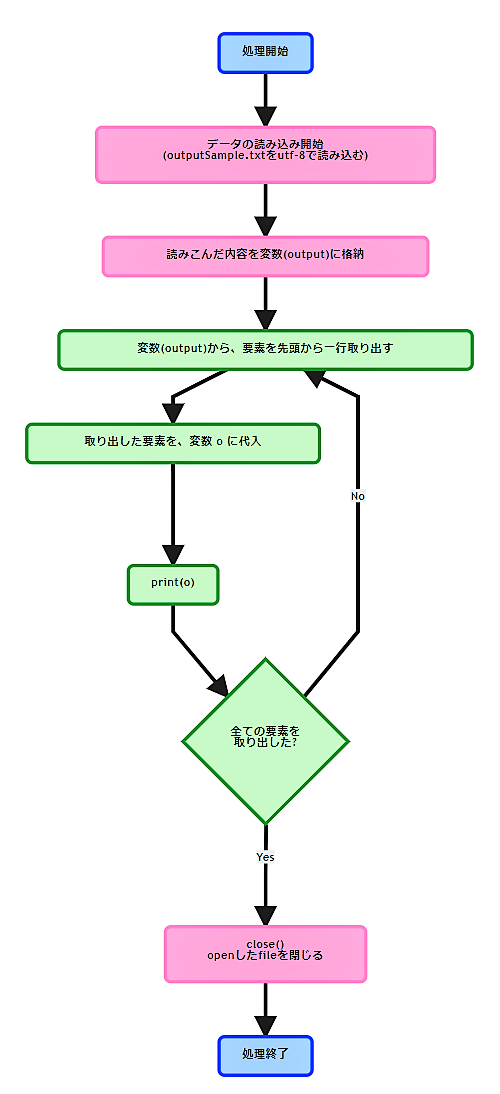 処理開始
データの読み込み開始
(outputSample.txtをutf-8で読み込む)
読みこんだ内容を変数(output)に格納
変数(output)から、要素を先頭から一行取り出す
取り出した要素を、変数 o に代入
No
print(o)
全ての要素を
取り出した?
Yes
close()
openしたfileを閉じる
処理終了